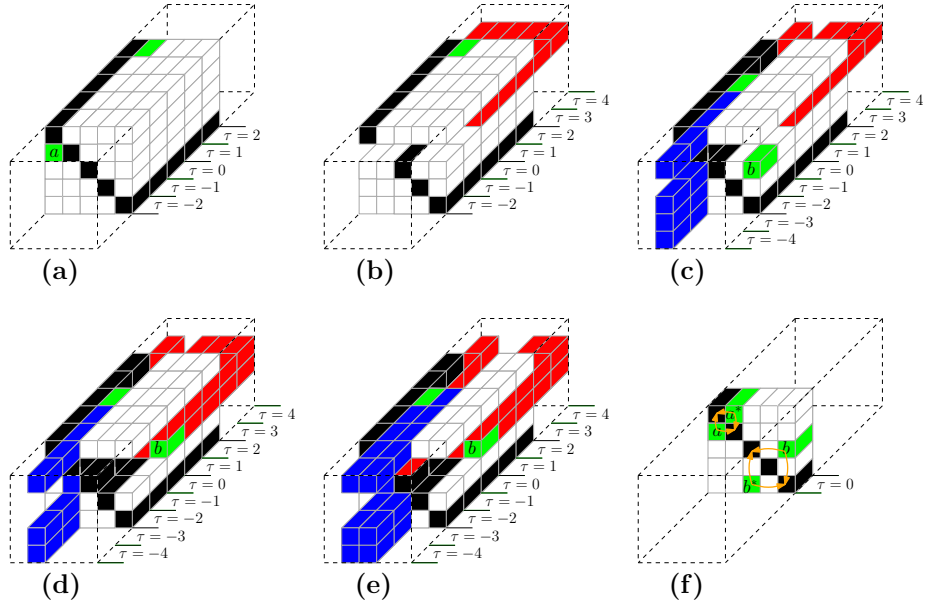 a
τ = 2
τ = 1
τ = 0
τ = −1
τ = −2
(a)
τ = 4
τ = 3
τ = 2
τ = 1
τ = 0
τ = −1
τ = −2
(b)
b
τ = 4
τ = 3
τ = 2
τ = 1
τ = 0
τ = −1
τ = −2
τ = −3
τ = −4
(c)
b
τ = 4
τ = 3
τ = 2
τ = 1
τ = 0
τ = −1
τ = −2
τ = −3
τ = −4
(d)
b
τ = 4
τ = 3
τ = 2
τ = 1
τ = 0
τ = −1
τ = −2
τ = −3
τ = −4
(e)
a*
a
b
b*
τ = 0
(f)